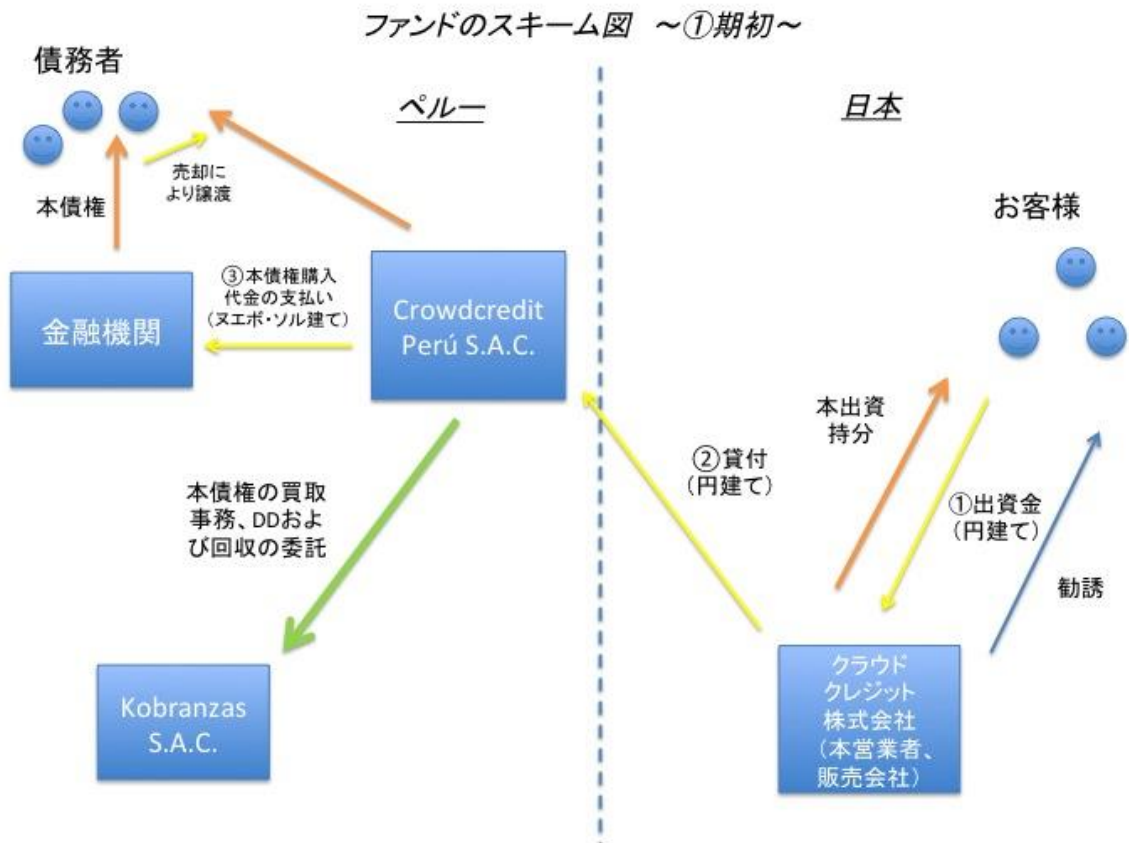 ファンドのスキーム図 ～①期初～
債務者
ペルー
日本
売却に
より譲渡
本債権
お客様
③本債権購入
代金の支払い
(ヌエボ・ソル建て)
金融機関
Crowdcredit
Perú S.A.C.
本出資
持分
②貸付
(円建て)
①出資金
(円建て)
本債権の買取
事務、DDおよ
び回収の委託
勧誘
Kobranzas
S.A.C.
クラウド
クレジット
株式会社
(本営業者、
販売会社)